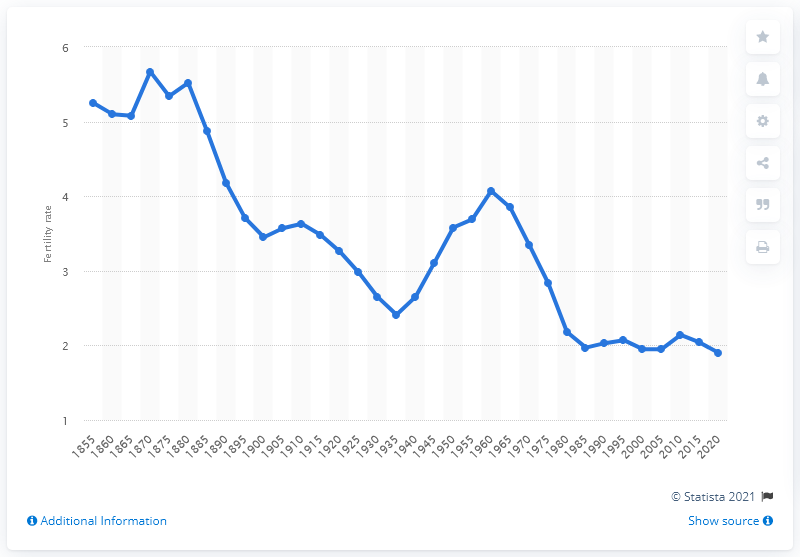 6
5
4
3
2
1
Fertility rate
1855 1860 1865 1870 1875 1880 1885 1890 1895 1900 1905 1910 1915 1920 1925 1930 1935 1940 1945 1950 1955 1960 1965 1970 1975 1980 1985 1990 1995 2000 2005 2010 2015 2020
© Statista 2021
Additional Information
Show source